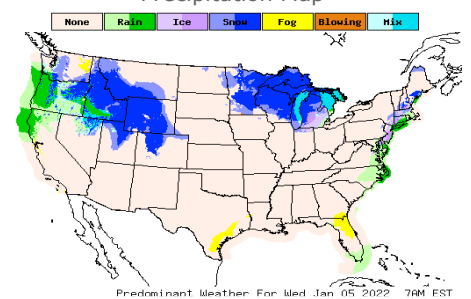 Precipitation Map
None Rain Ice Snow Fog Blowing Mix
Predominant Weather For Wed Jan 05 2022 7AM EST